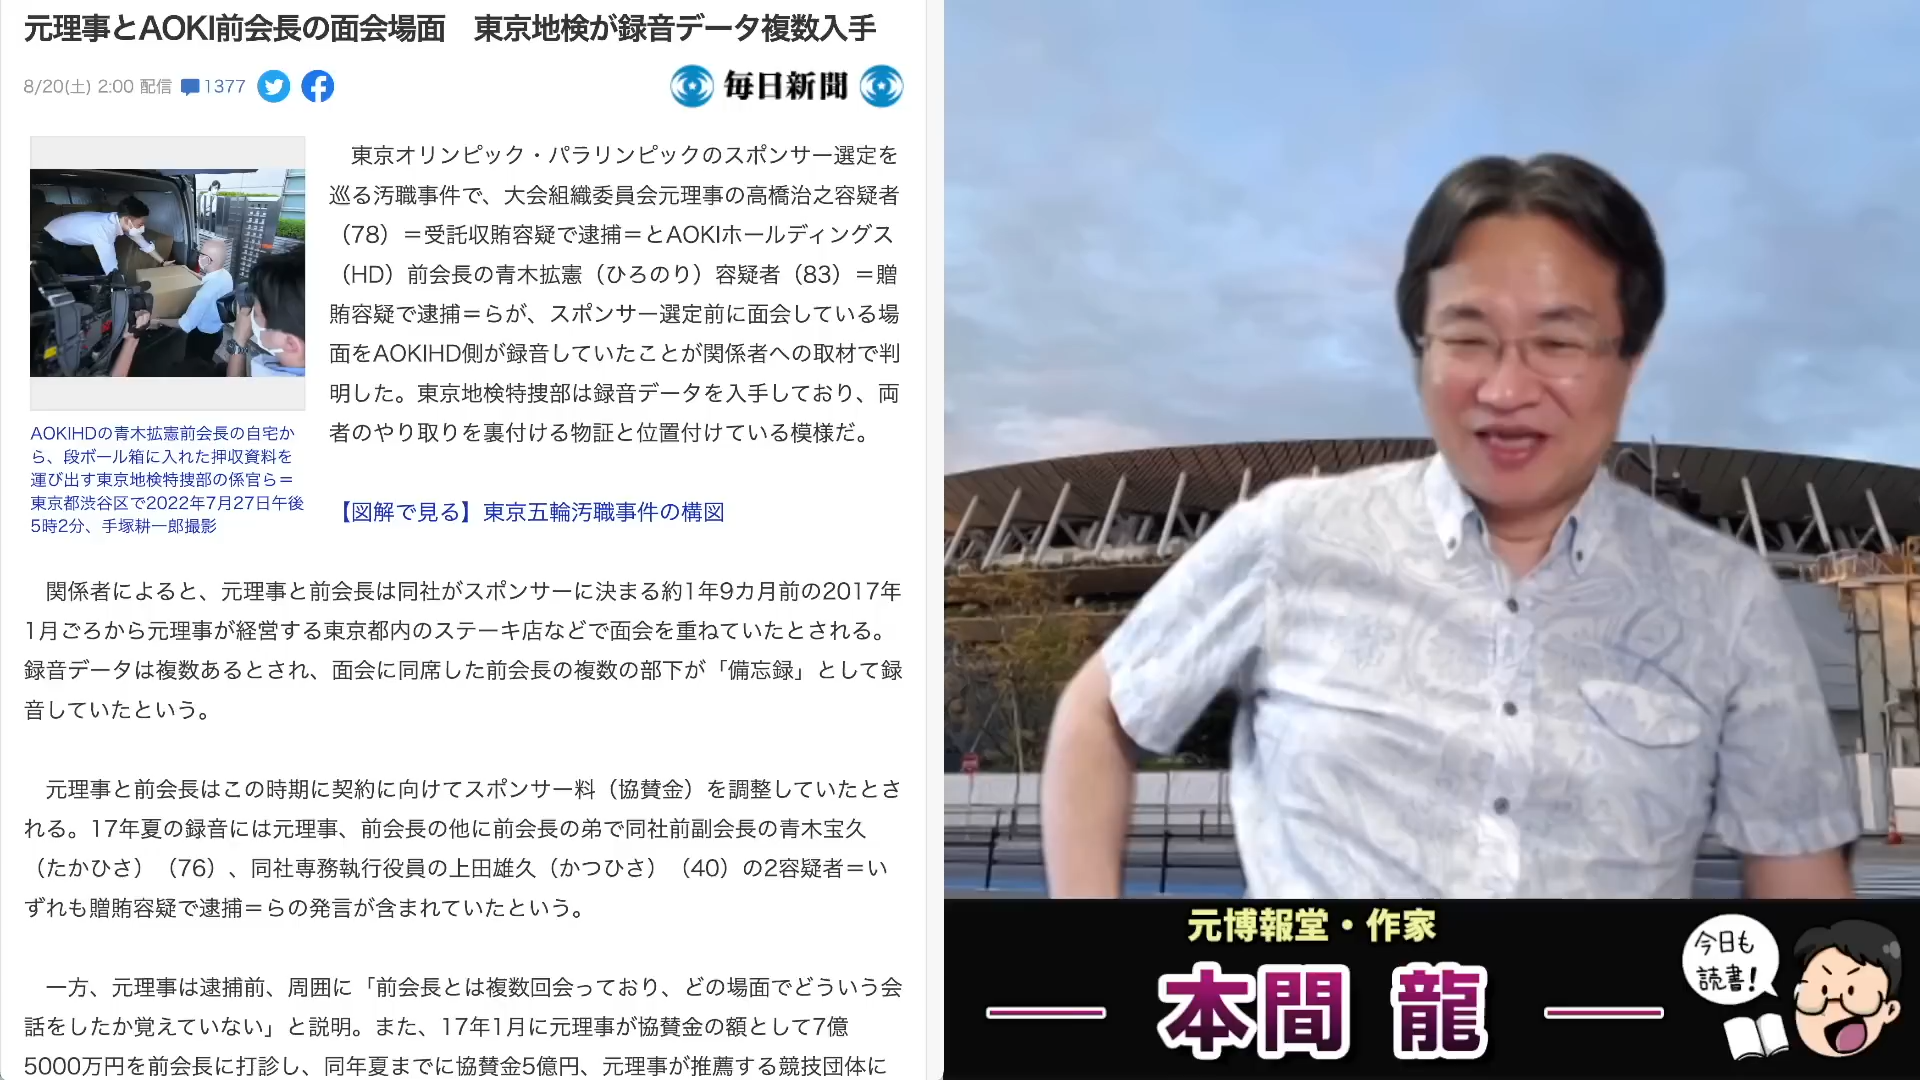 元理事とAOKI前会長の面会場面　東京地検が録音データ複数入手
8/20(土) 2:00 配信 1377
毎日新聞
東京オリンピック・パラリンピックのスポンサー選定を
巡る汚職事件で、大会組織委員会元理事の高橋治之容疑者
（78）＝受託収賄容疑で逮捕＝とAOKIホールディングス
（HD）前会長の青木拡憲（ひろのり）容疑者（83）＝贈
賄容疑で逮捕＝らが、スポンサー選定前に面会している場
面をAOKIHD側が録音していたことが関係者への取材で判
明した。東京地検特捜部は録音データを入手しており、両
者のやり取りを裏付ける物証と位置付けている模様だ。
【図解で見る】東京五輪汚職事件の構図
AOKIHDの青木拡憲前会長の自宅か
ら、段ボール箱に入れた押収資料を
運び出す東京地検特捜部の係官ら＝
東京都渋谷区で2022年7月27日午後
5時2分、手塚耕一郎撮影
関係者によると、元理事と前会長は同社がスポンサーに決まる約1年9カ月前の2017年
1月ごろから元理事が経営する東京都内のステーキ店などで面会を重ねていたとされる。
録音データは複数あるとされ、面会に同席した前会長の複数の部下が「備忘録」として録
音していたという。
元理事と前会長はこの時期に契約に向けてスポンサー料（協賛金）を調整していたとさ
れる。17年夏の録音には元理事、前会長の他に前会長の弟で同社前副会長の青木宝久
（たかひさ）（76）、同社専務執行役員の上田雄久（かつひさ）（40）の2容疑者＝い
ずれも贈賄容疑で逮捕＝らの発言が含まれていたという。
一方、元理事は逮捕前、周囲に「前会長とは複数回会っており、どの場面でどういう会
話をしたか覚えていない」と説明。また、17年1月に元理事が協賛金の額として7億
5000万円を前会長に打診し、同年夏までに協賛金5億円、元理事が推薦する競技団体に
元博報堂・作家
本間 龍
今日も
読書！